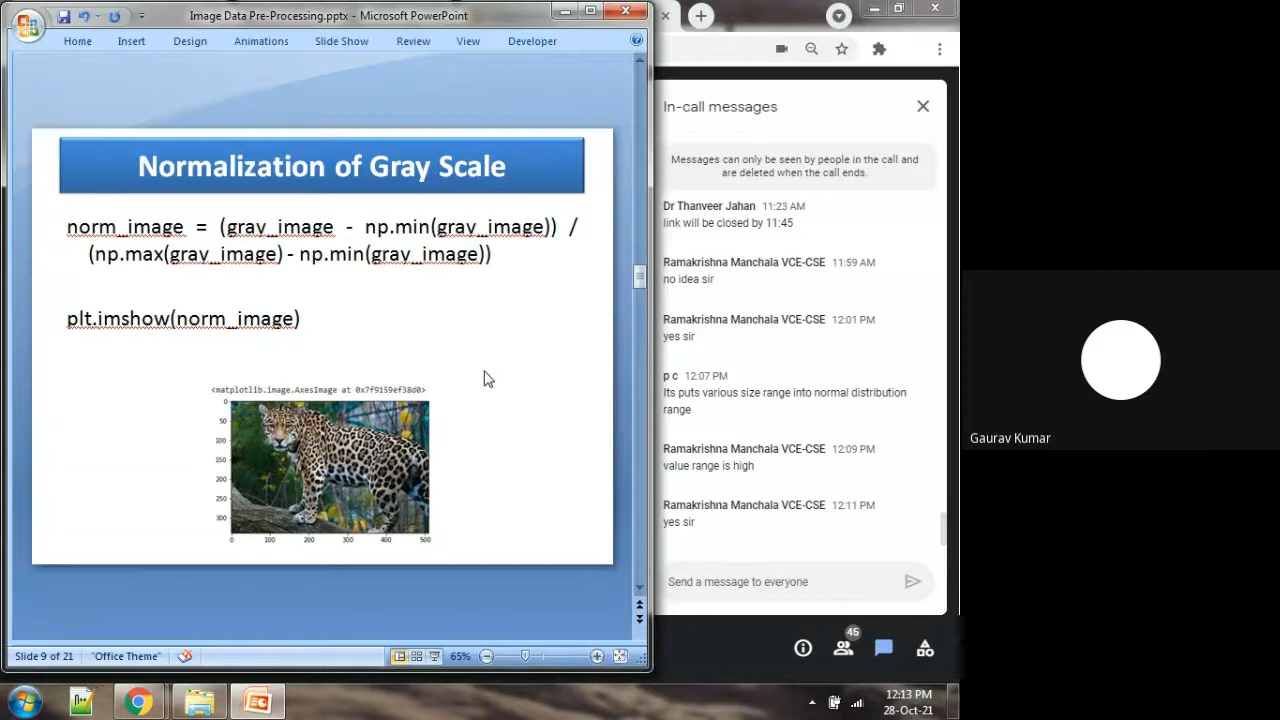 Image Data Pre-Processing.pptx - Microsoft PowerPoint
Home Insert Design Animations Slide Show Review View Developer
Normalization of Gray Scale
norm_image = (gray_image - np.min(gray_image)) /
(np.max(gray_image) - np.min(gray_image))
plt.imshow(norm_image)
<matplotlib.image.AxesImage at 0x7f9159ef38d0>
0
50
100
150
200
250
300
0 100 200 300 400 500
Slide 9 of 21 "Office Theme" 65%
In-call messages
Messages can only be seen by people in the call and
are deleted when the call ends.
Dr Thanveer Jahan 11:23 AM
link will be closed by 11:45
Ramakrishna Manchala VCE-CSE 11:59 AM
no idea sir
Ramakrishna Manchala VCE-CSE 12:01 PM
yes sir
p c 12:07 PM
Its puts various size range into normal distribution
range
Ramakrishna Manchala VCE-CSE 12:09 PM
value range is high
Ramakrishna Manchala VCE-CSE 12:11 PM
yes sir
Send a message to everyone
45
Gaurav Kumar
12:13 PM
28-Oct-21